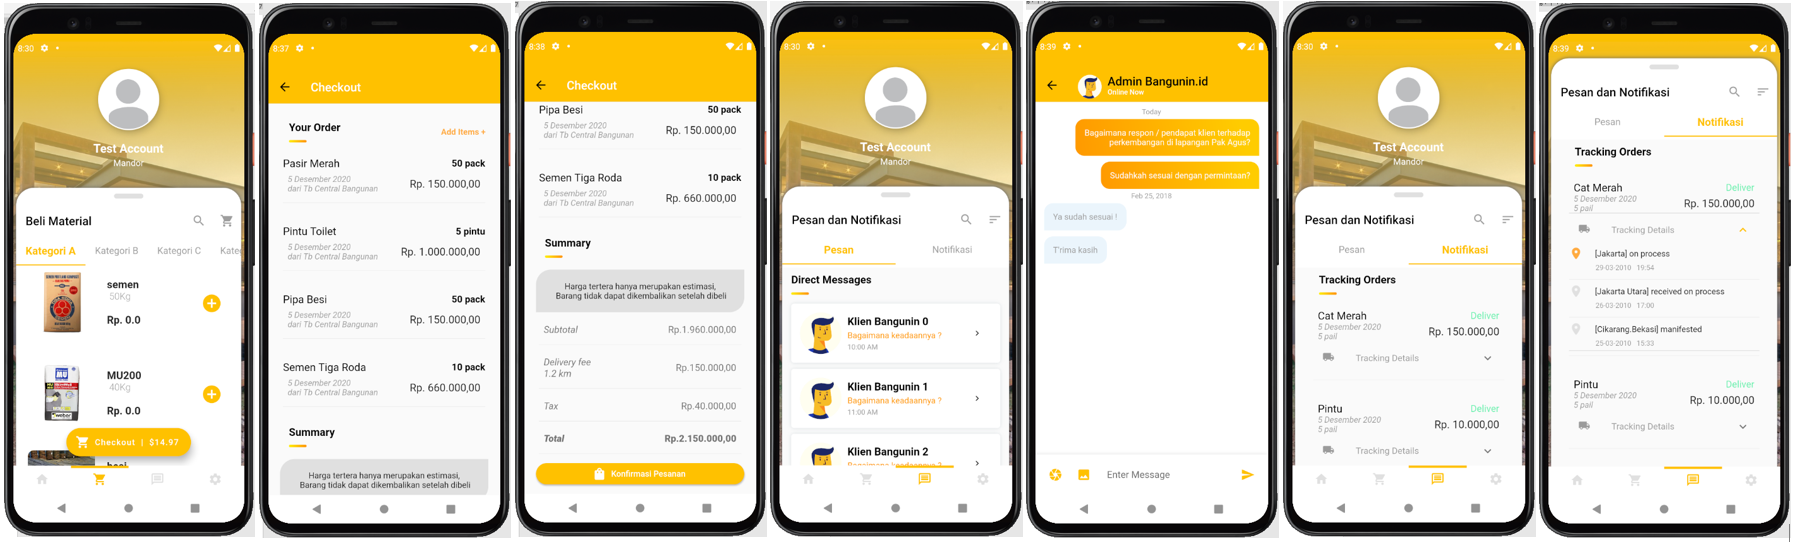 8:30
Test Account
Mandor
Beli Material
Kategori A
Kategori B
Kategori C
Kate
semen
50Kg
Rp. 0.0
MU200
40Kg
Rp. 0.0
Checkout | $14.97
8:37
Checkout
Your Order
Add Items +
Pasir Merah
50 pack
5 Desember 2020
dari Tb Central Bangunan
Rp. 150.000,00
Pintu Toilet
5 pintu
5 Desember 2020
dari Tb Central Bangunan
Rp. 1.000.000,00
Pipa Besi
50 pack
5 Desember 2020
dari Tb Central Bangunan
Rp. 150.000,00
Semen Tiga Roda
10 pack
5 Desember 2020
dari Tb Central Bangunan
Rp. 660.000,00
Summary
Harga tertera hanya merupakan estimasi,
Barang tidak dapat dikembalikan setelah dibeli
8:38
Checkout
Pipa Besi
50 pack
5 Desember 2020
dari Tb Central Bangunan
Rp. 150.000,00
Semen Tiga Roda
10 pack
5 Desember 2020
dari Tb Central Bangunan
Rp. 660.000,00
Summary
Harga tertera hanya merupakan estimasi,
Barang tidak dapat dikembalikan setelah dibeli
Subtotal
Rp.1.960.000,00
Delivery fee
1.2 km
Rp.150.000,00
Tax
Rp.40.000,00
Total
Rp.2.150.000,00
Konfirmasi Pesanan
8:30
Test Account
Mandor
Pesan dan Notifikasi
Pesan
Notifikasi
Direct Messages
Klien Bangunin 0
Bagaimana keadaannya ?
10:00 AM
Klien Bangunin 1
Bagaimana keadaannya ?
11:00 AM
Klien Bangunin 2
Bagaimana keadaannya ?
8:39
Admin Bangunin.id
Online Now
Today
Bagaimana respon / pendapat klien terhadap
perkembangan di lapangan Pak Agus?
Sudahkah sesuai dengan permintaan?
Feb 25, 2018
Ya sudah sesuai !
T'rima kasih
Enter Message
8:30
Test Account
Mandor
Pesan dan Notifikasi
Pesan
Notifikasi
Tracking Orders
Cat Merah
Deliver
5 Desember 2020
5 pail
Rp. 150.000,00
Tracking Details
Pintu
Deliver
5 Desember 2020
5 pail
Rp. 10.000,00
Tracking Details
8:39
Pesan dan Notifikasi
Pesan
Notifikasi
Tracking Orders
Cat Merah
Deliver
5 Desember 2020
5 pail
Rp. 150.000,00
Tracking Details
[Jakarta] on process
29-03-2010 19:54
[Jakarta Utara] received on process
26-03-2010 17:00
[Cikarang.Bekasi] manifested
25-03-2010 15:33
Pintu
Deliver
5 Desember 2020
5 pail
Rp. 10.000,00
Tracking Details